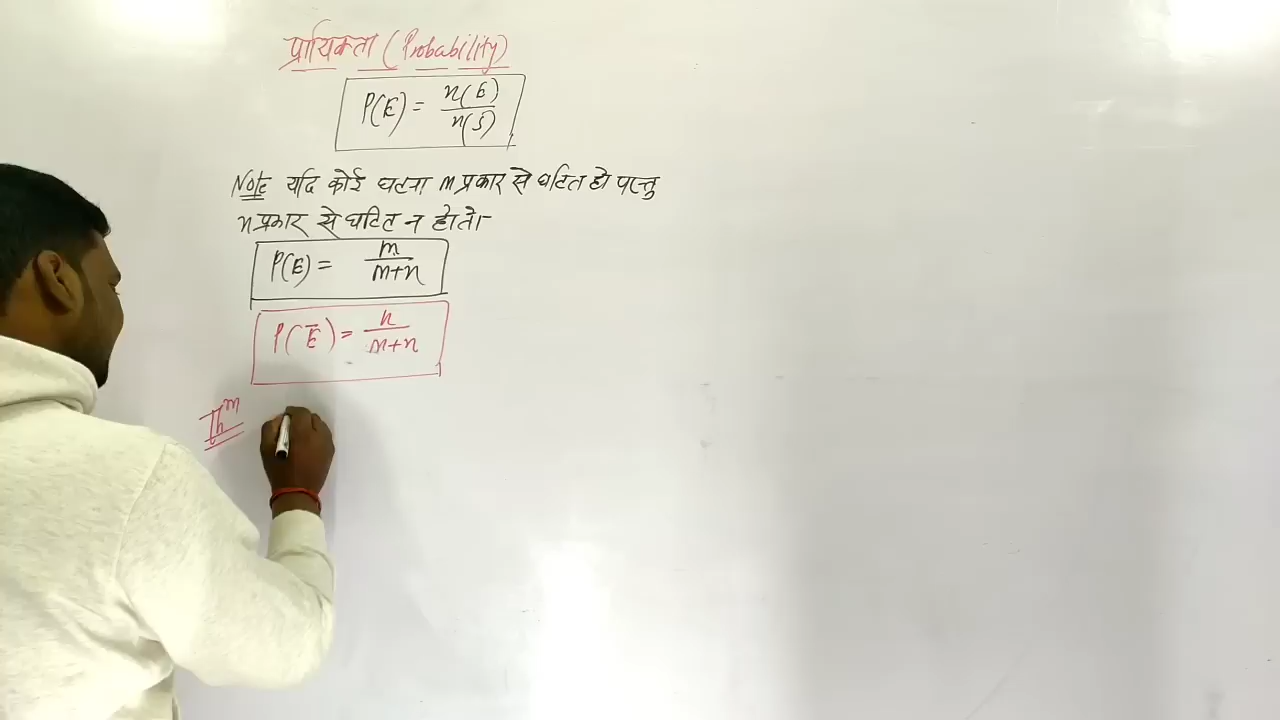 प्रायिकता (Probability)
P(E) = n(E)/n(S)
Note यदि कोई घटना m प्रकार से घटित हो परन्तु
n प्रकार से घटित न हो तो-
P(E) = m/m+n
P(Ē) = n/m+n
Thm